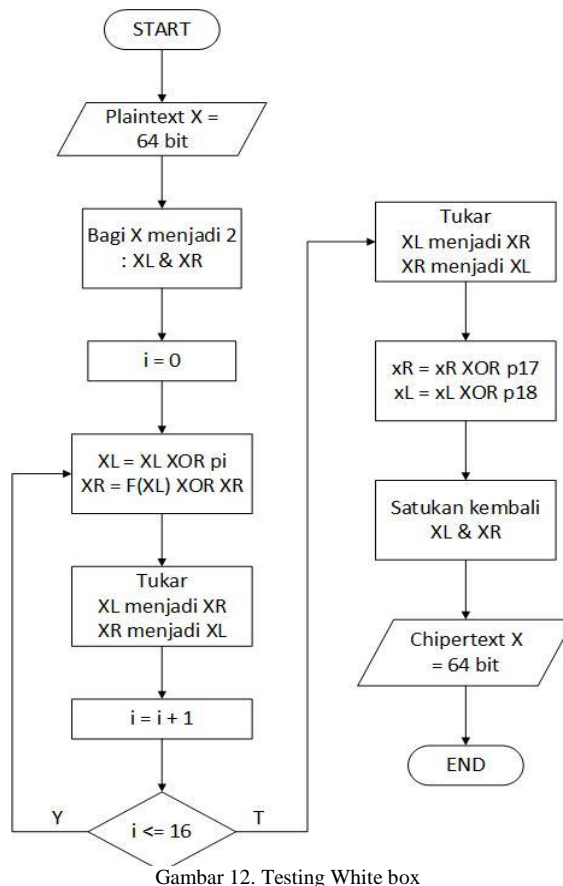 START
Plaintext X =
64 bit
Bagi X menjadi 2
: XL & XR
i = 0
XL = XL XOR pi
XR = F(XL) XOR XR
Tukar
XL menjadi XR
XR menjadi XL
i = i + 1
Y
i <= 16
T
Tukar
XL menjadi XR
XR menjadi XL
xR = xR XOR p17
xL = xL XOR p18
Satukan kembali
XL & XR
Chipertext X
= 64 bit
END
Gambar 12. Testing White box